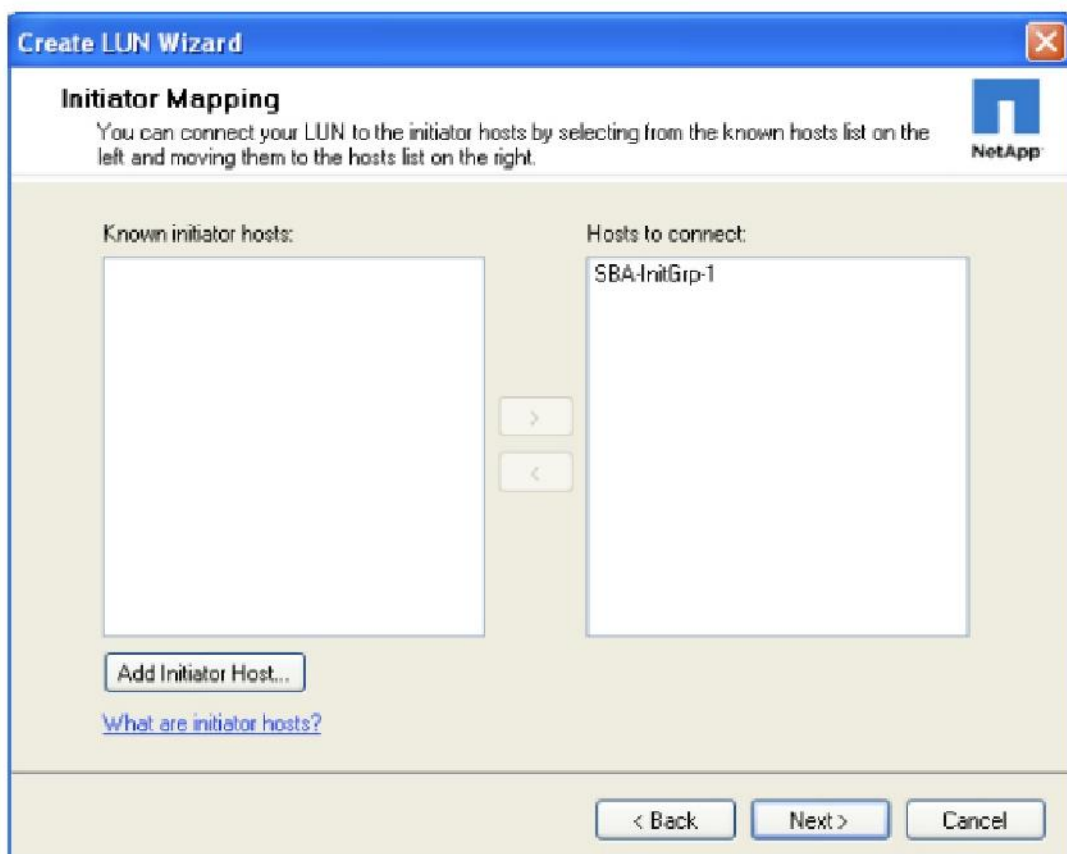 Create LUN Wizard
Initiator Mapping
You can connect your LUN to the initiator hosts by selecting from the known hosts list on the
left and moving them to the hosts list on the right.
NetApp
Known initiator hosts:
Hosts to connect:
SBA-InitGrp-1
>
<
Add Initiator Host...
What are initiator hosts?
< Back
Next >
Cancel